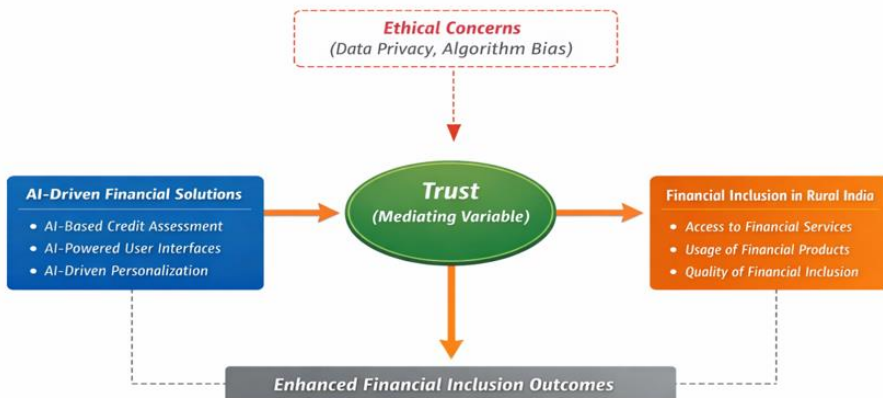 Ethical Concerns
(Data Privacy, Algorithm Bias)
AI-Driven Financial Solutions
• AI-Based Credit Assessment
• AI-Powered User Interfaces
• AI-Driven Personalization
Trust
(Mediating Variable)
Financial Inclusion in Rural India
• Access to Financial Services
• Usage of Financial Products
• Quality of Financial Inclusion
Enhanced Financial Inclusion Outcomes